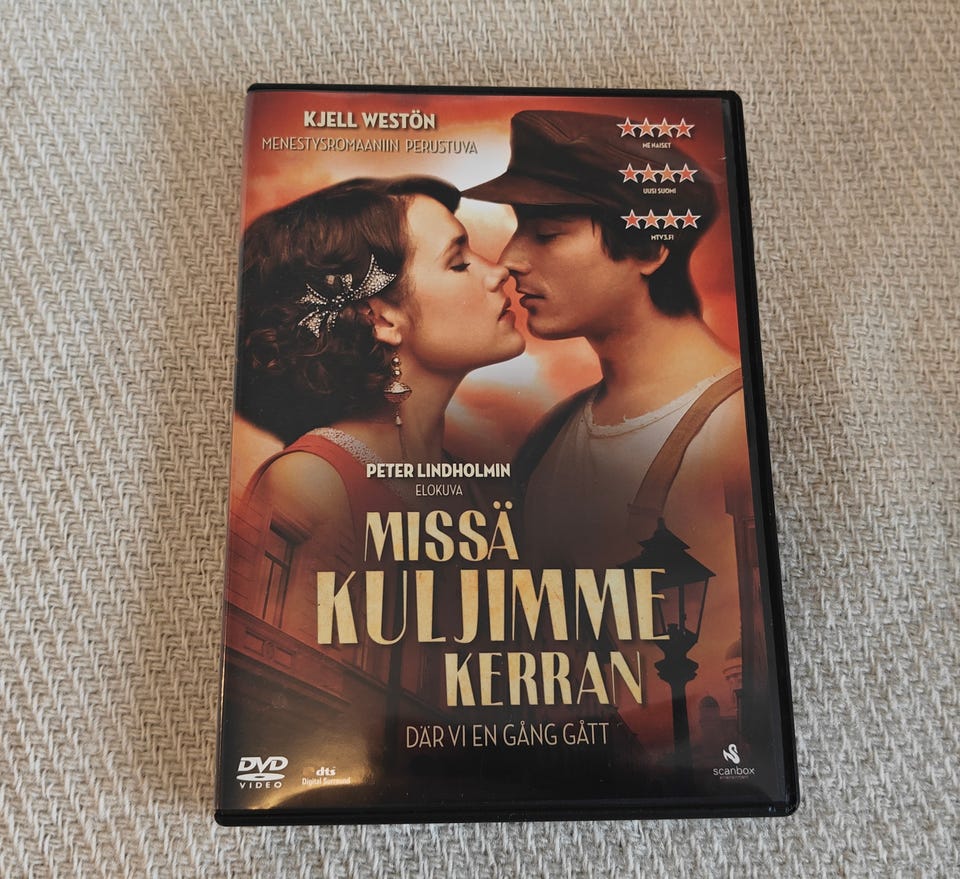 KJELL WESTÖN
MENESTYSROMAANIIN PERUSTUVA
ME NAISET
UUSI SUOMI
MTV3.FI
PETER LINDHOLMIN
ELOKUVA
MISSÄ
KULJIMME
KERRAN
DÄR VI EN GÅNG GÅTT
DVD
VIDEO
dts
Digital Surround
scanbox
entertainment